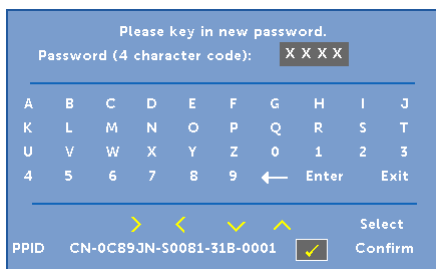 Please key in new password.
Password (4 character code): X X X X
A B C D E F G H I J
K L M N O P Q R S T
U V W X Y Z 0 1 2 3
4 5 6 7 8 9 ← Enter Exit
Select
PPID CN-0C89JN-S0081-31B-0001 ✓ Confirm